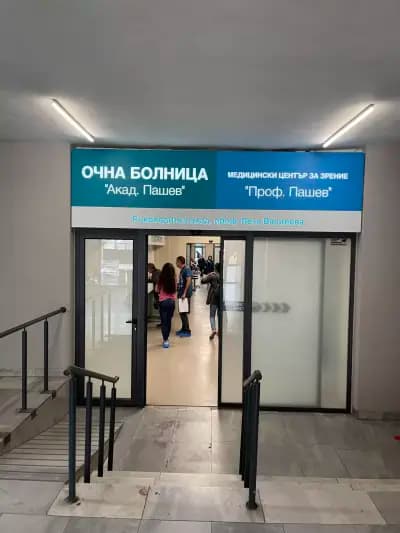 ОЧНА БОЛНИЦА
"Акад. Пашев"
МЕДИЦИНСКИ ЦЕНТЪР ЗА ЗРЕНИЕ
"Проф. Пашев"